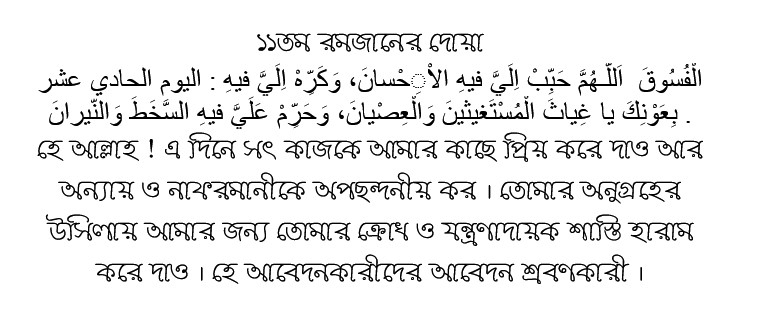 ১১তম রমজানের দোয়া
اليوم الحادي عشر : اَللّـهُمَّ حَبِّبْ اِلَيَّ فيهِ الاِْحْسانَ، وَكَرِّهْ اِلَيَّ فيهِ الْفُسُوقَ
وَالْعِصْيانَ، وَحَرِّمْ عَلَيَّ فيهِ السَّخَطَ وَالنّيرانَ بِعَوْنِكَ يا غِياثَ الْمُسْتَغيثينَ .
হে আল্লাহ ! এ দিনে সৎ কাজকে আমার কাছে প্রিয় করে দাও আর
অন্যায় ও নাফরমানীকে অপছন্দনীয় কর । তোমার অনুগ্রহের
উসিলায় আমার জন্য তোমার ক্রোধ ও যন্ত্রণাদায়ক শাস্তি হারাম
করে দাও । হে আবেদনকারীদের আবেদন শ্রবণকারী ।